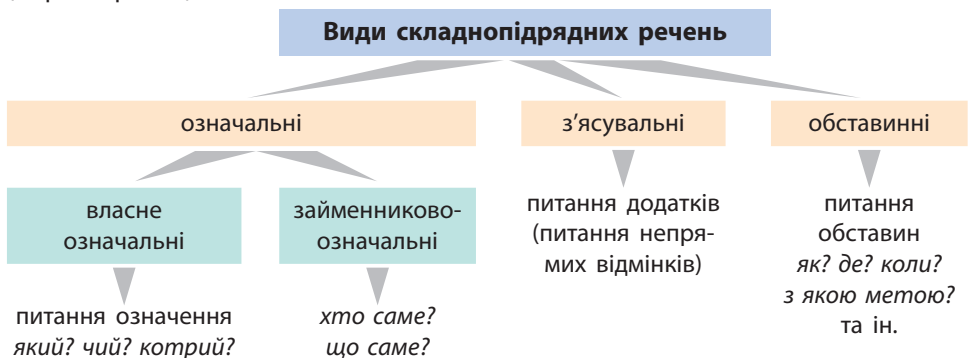 Види складнопідрядних речень
означальні
з'ясувальні
обставинні
власне
означальні
займенниково-
означальні
питання додатків
(питання непря-
мих відмінків)
питання
обставин
як? де? коли?
з якою метою?
та ін.
питання означення
який? чий? котрий?
хто саме?
що саме?